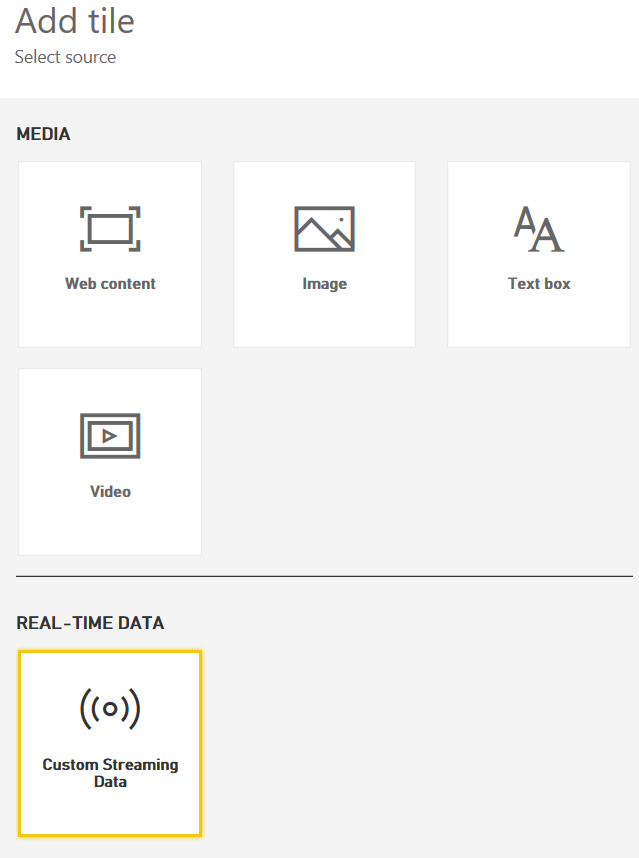 Add tile
Select source
MEDIA
Web content
Image
Text box
Video
REAL-TIME DATA
Custom Streaming
Data